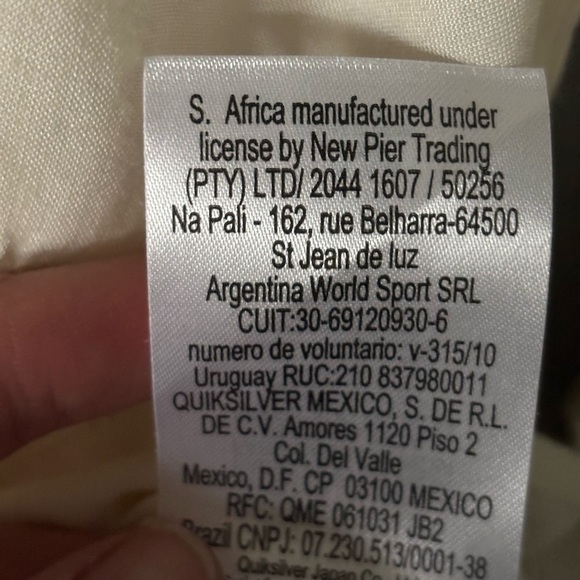 S. Africa manufactured under
license by New Pier Trading
(PTY) LTD/ 2044 1607 / 50256
Na Pali - 162, rue Belharra-64500
St Jean de luz
Argentina World Sport SRL
CUIT:30-69120930-6
numero de voluntario: v-315/10
Uruguay RUC:210 837980011
QUIKSILVER MEXICO, S. DE R.L.
DE C.V. Amores 1120 Piso 2
Col. Del Valle
Mexico, D.F. CP 03100 MEXICO
RFC: QME 061031 JB2
Brazil CNPJ: 07.230.513/0001-38
Quiksilver Japan Co